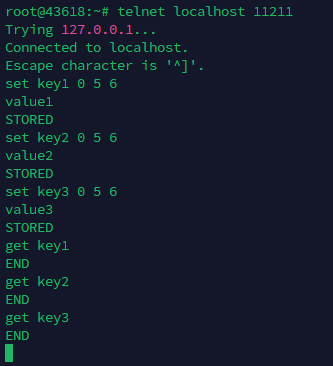 root@43618:~# telnet localhost 11211
Trying 127.0.0.1...
Connected to localhost.
Escape character is '^]'.
set key1 0 5 6
value1
STORED
set key2 0 5 6
value2
STORED
set key3 0 5 6
value3
STORED
get key1
END
get key2
END
get key3
END